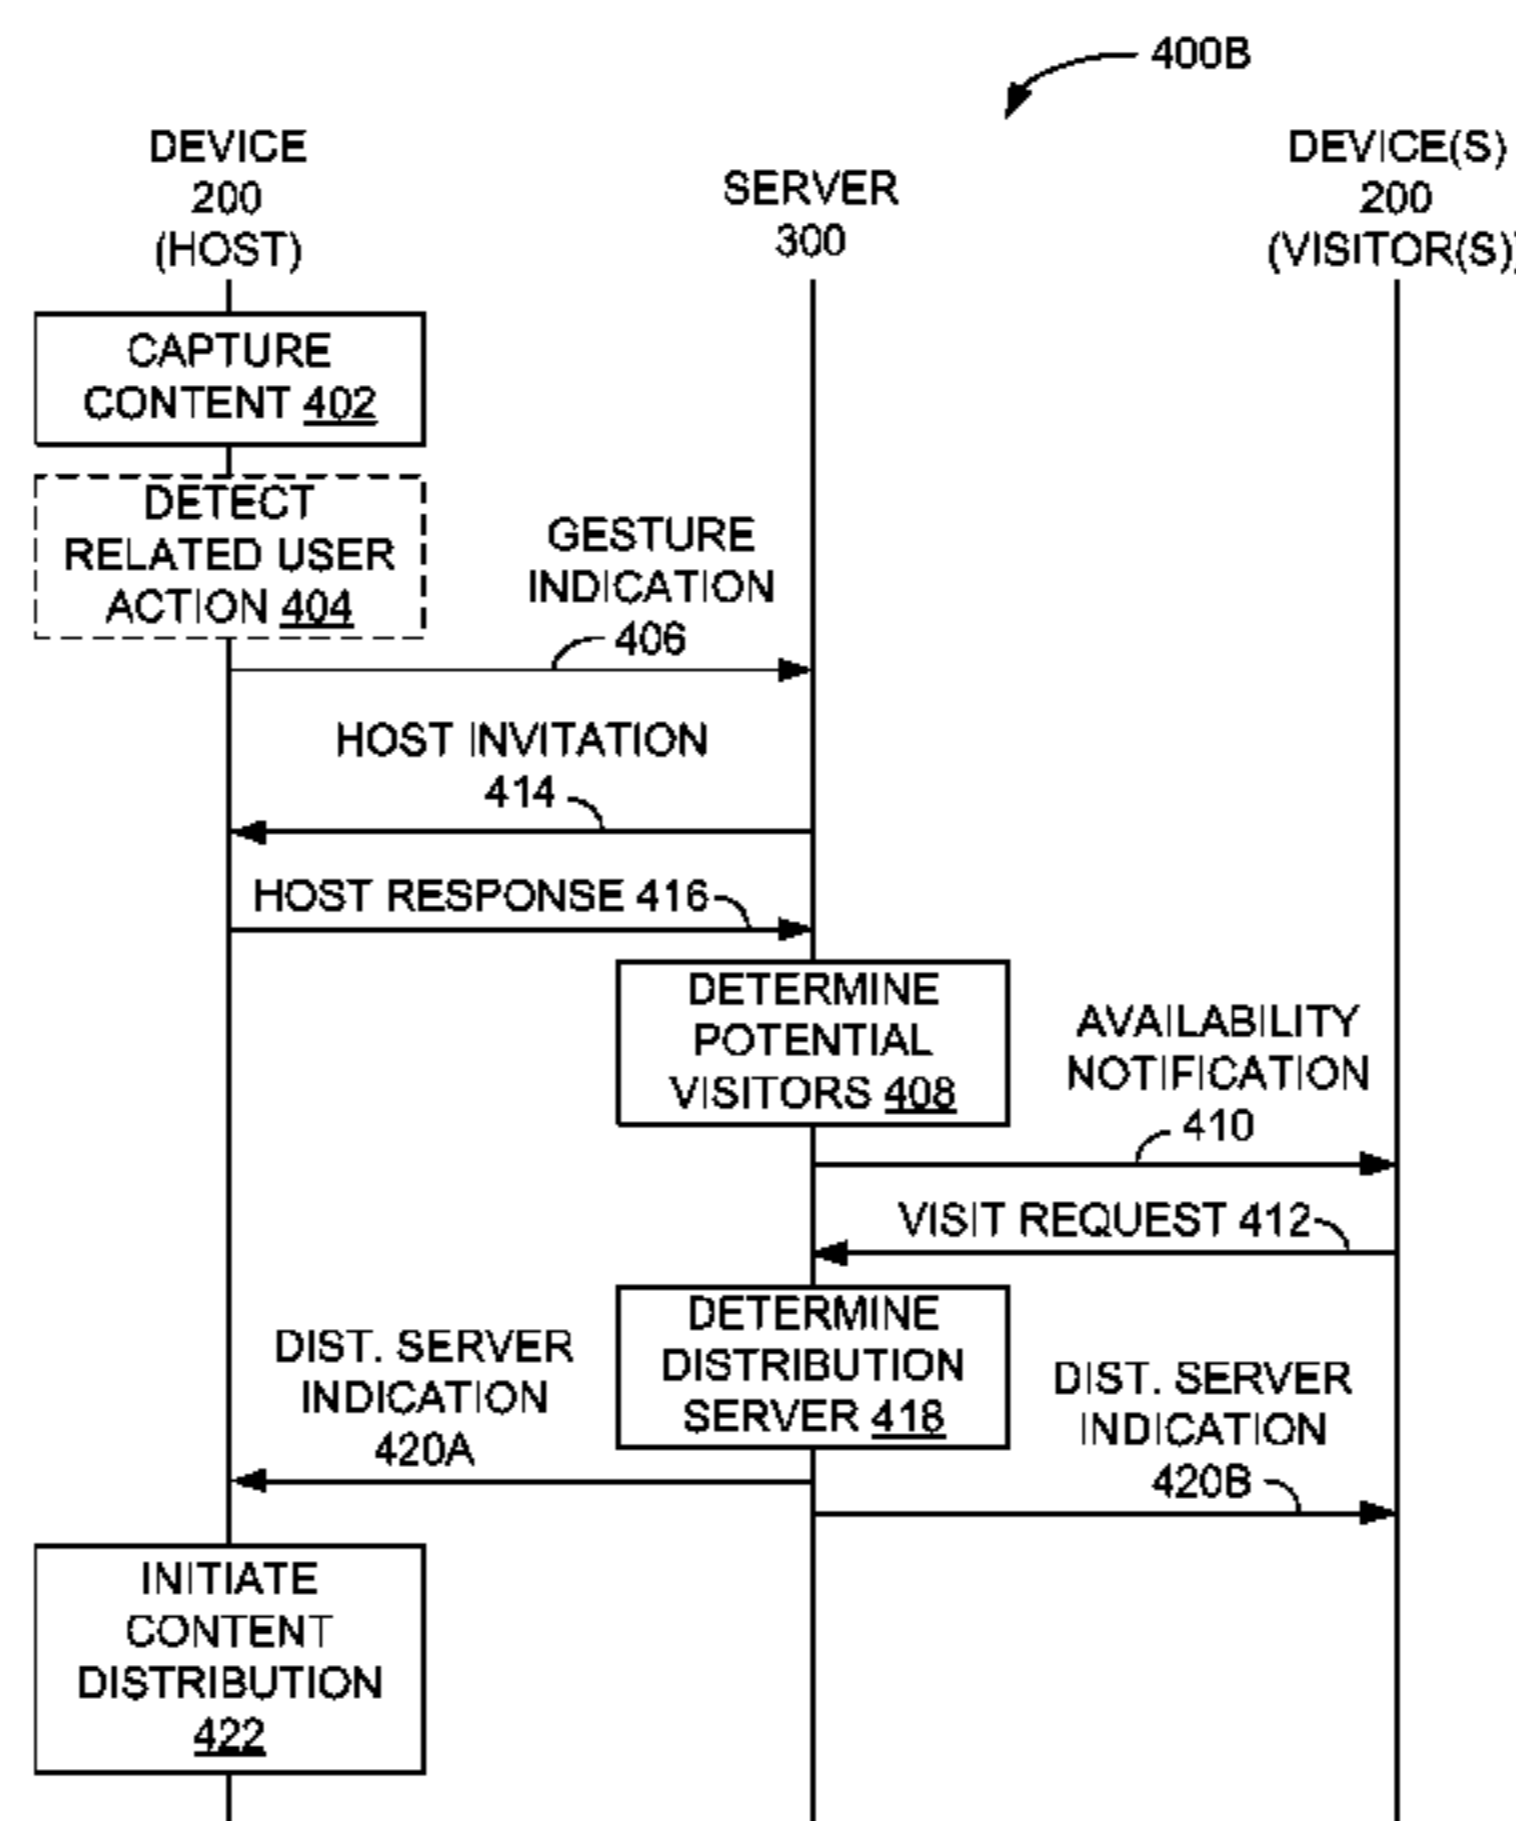 400B
DEVICE
200
(HOST)
SERVER
300
DEVICE(S)
200
(VISITOR(S))
CAPTURE
CONTENT 402
DETECT
RELATED USER
ACTION 404
GESTURE
INDICATION
406
HOST INVITATION
414
HOST RESPONSE 416
DETERMINE
POTENTIAL
VISITORS 408
AVAILABILITY
NOTIFICATION
410
VISIT REQUEST 412
DETERMINE
DISTRIBUTION
SERVER 418
DIST. SERVER
INDICATION
420A
DIST. SERVER
INDICATION
420B
INITIATE
CONTENT
DISTRIBUTION
422